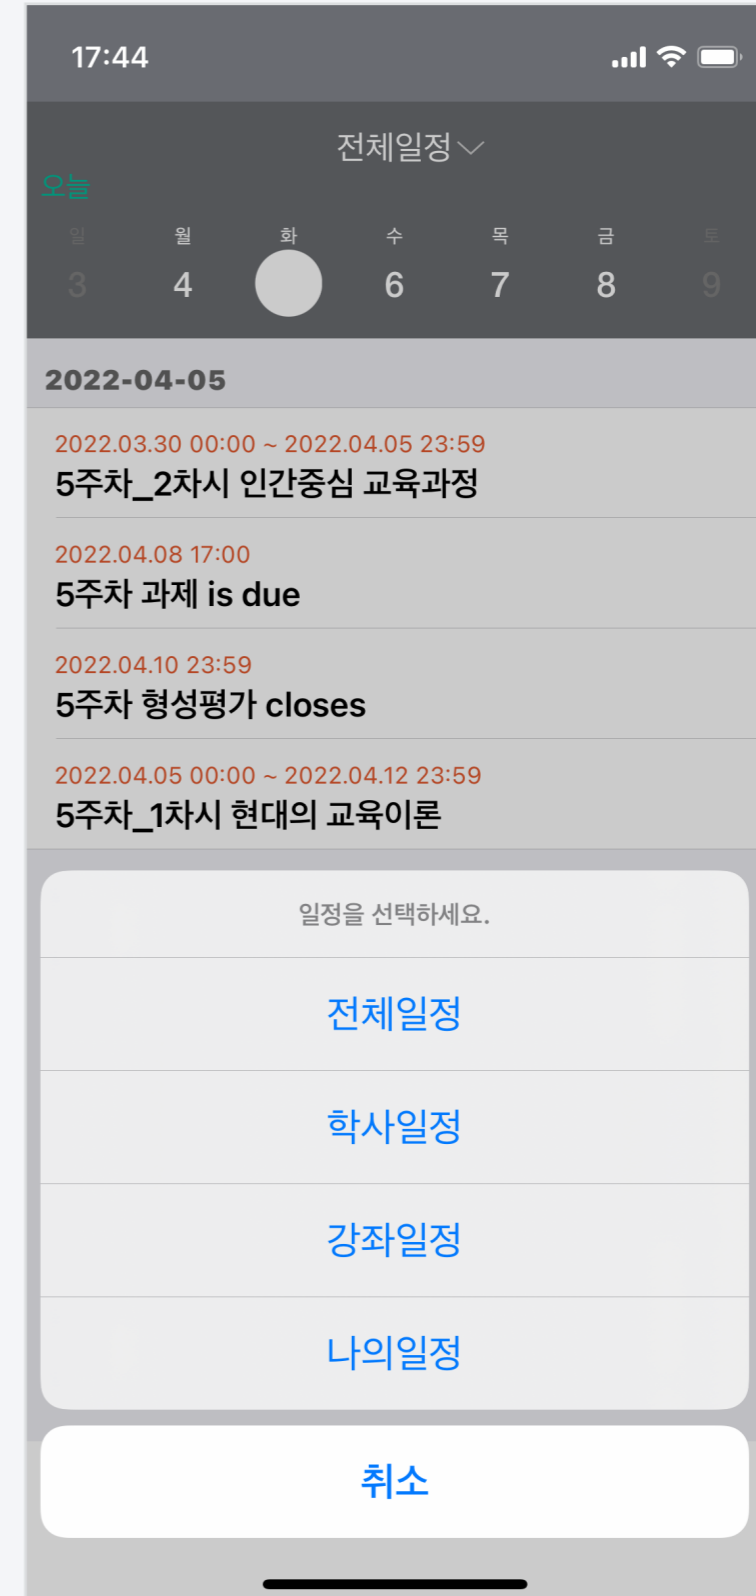 17:44
전체일정
오늘
일 월 화 수 목 금 토
3 4 6 7 8 9
2022-04-05
2022.03.30 00:00 ~ 2022.04.05 23:59
5주차_2차시 인간중심 교육과정
2022.04.08 17:00
5주차 과제 is due
2022.04.10 23:59
5주차 형성평가 closes
2022.04.05 00:00 ~ 2022.04.12 23:59
5주차_1차시 현대의 교육이론
일정을 선택하세요.
전체일정
학사일정
강좌일정
나의일정
취소